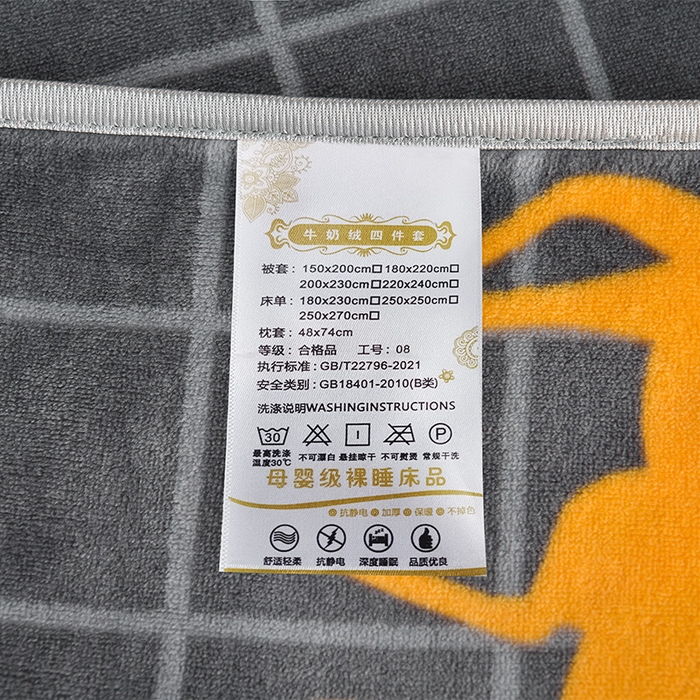 牛奶绒四件套
被套：150x200cm□ 180x220cm□
200x230cm□ 220x240cm□
床单：180x230cm□ 250x250cm□
250x270cm□
枕套：48x74cm
等级：合格品 工号：08
执行标准：GB/T22796-2021
安全类别：GB18401-2010(B类)
洗涤说明WASHINGINSTRUCTIONS
30 P
最高洗涤温度30℃ 不可漂白 悬挂晾干 不可熨烫 常规干洗
母婴级裸睡床品
抗静电 加厚 保暖 不掉色
舒适轻柔 抗静电 深度睡眠 品质优良